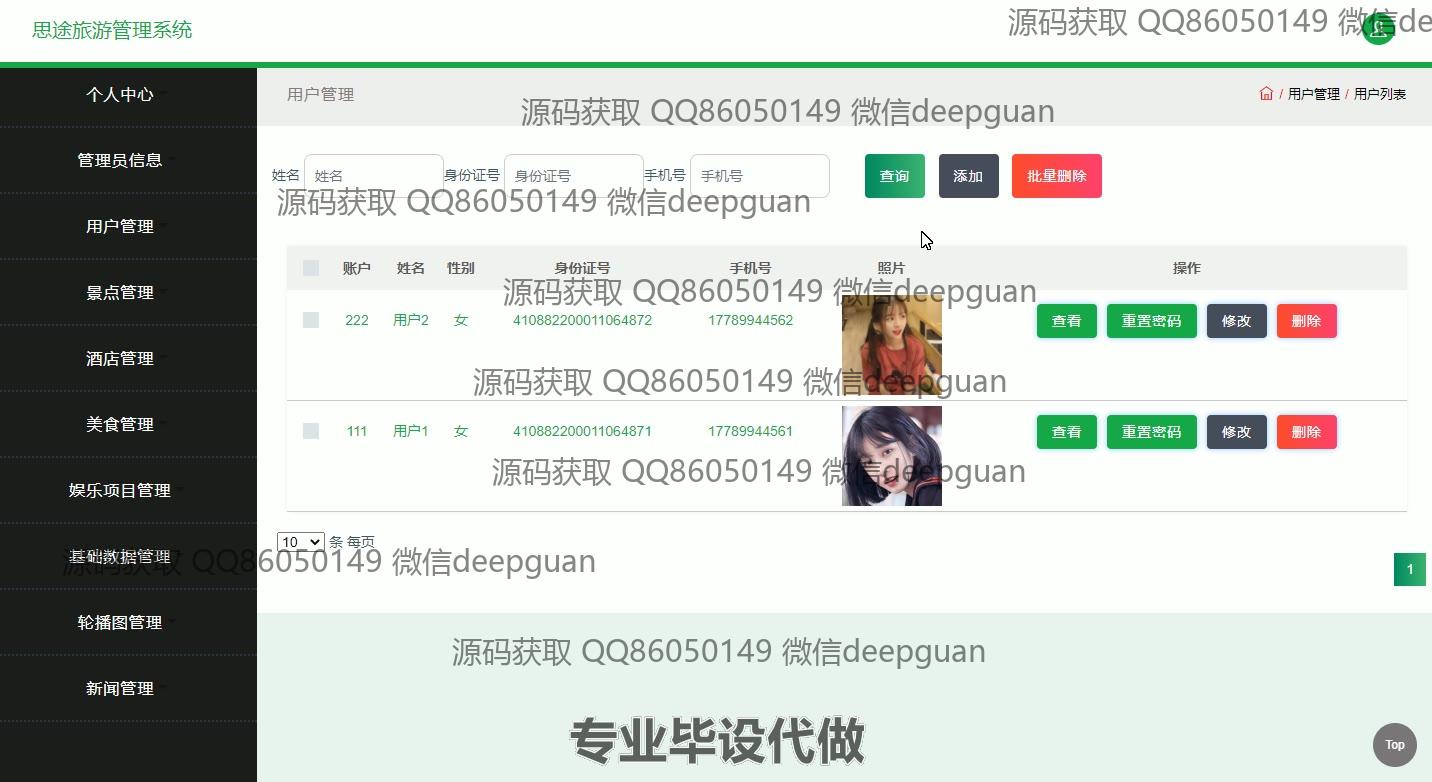 思途旅游管理系统
源码获取 QQ86050149 微信de
个人中心
管理员信息
用户管理
景点管理
酒店管理
美食管理
娱乐项目管理
基础数据管理
轮播图管理
新闻管理
用户管理
/ 用户管理 / 用户列表
源码获取 QQ86050149 微信deepguan
姓名 姓名 身份证号 身份证号 手机号 手机号 查询 添加 批量删除
源码获取 QQ86050149 微信deepguan
账户 姓名 性别 身份证号 手机号 照片 操作
源码获取 QQ86050149 微信deepguan
222 用户2 女 410882200011064872 17789944562 查看 重置密码 修改 删除
源码获取 QQ86050149 微信deepguan
111 用户1 女 410882200011064871 17789944561 查看 重置密码 修改 删除
源码获取 QQ86050149 微信deepguan
10 条 每页
源码获取 QQ86050149 微信deepguan
1
源码获取 QQ86050149 微信deepguan
专业毕设代做
Top